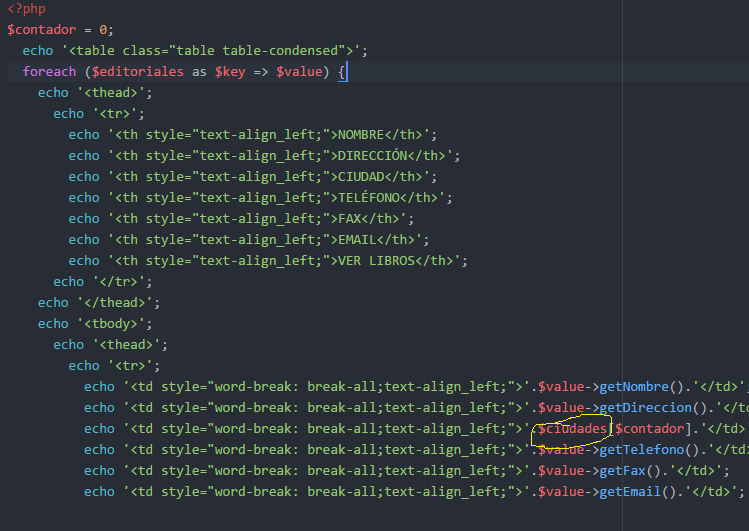 <?php
$contador = 0;
echo '<table class="table table-condensed">';
foreach ($editoriales as $key => $value) {
echo '<thead>';
echo '<tr>';
echo '<th style="text-align_left;">NOMBRE</th>';
echo '<th style="text-align_left;">DIRECCIÓN</th>';
echo '<th style="text-align_left;">CIUDAD</th>';
echo '<th style="text-align_left;">TELÉFONO</th>';
echo '<th style="text-align_left;">FAX</th>';
echo '<th style="text-align_left;">EMAIL</th>';
echo '<th style="text-align_left;">VER LIBROS</th>';
echo '</tr>';
echo '</thead>';
echo '<tbody>';
echo '<thead>';
echo '<tr>';
echo '<td style="word-break: break-all;text-align_left;">'.$value->getNombre().'</td>';
echo '<td style="word-break: break-all;text-align_left;">'.$value->getDireccion().'</td
echo '<td style="word-break: break-all;text-align_left;">'.$ciudades[$contador].'</td>
echo '<td style="word-break: break-all;text-align_left;">'.$value->getTelefono().'</td>
echo '<td style="word-break: break-all;text-align_left;">'.$value->getFax().'</td>';
echo '<td style="word-break: break-all;text-align_left;">'.$value->getEmail().'</td>';